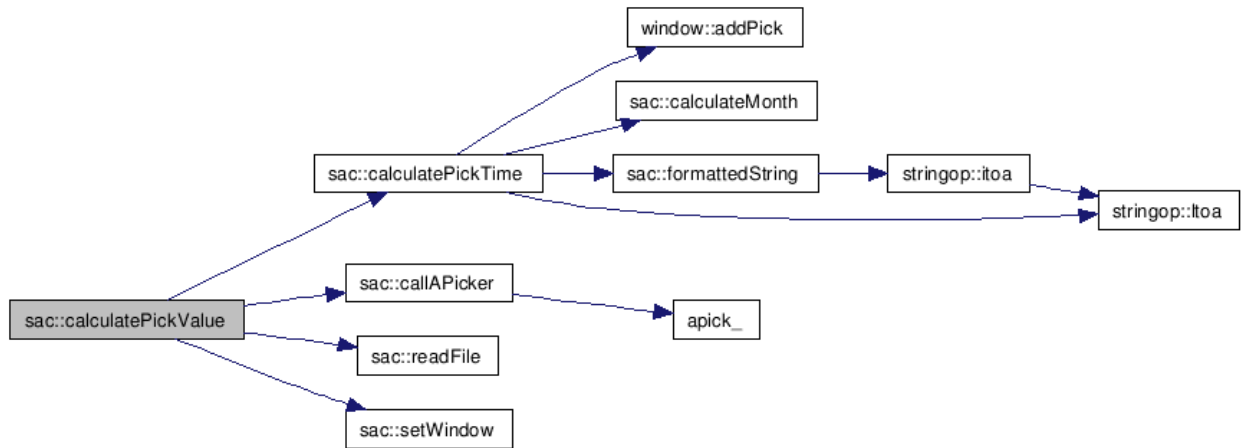 window::addPick
sac::calculateMonth
sac::calculatePickTime
sac::formattedString
stringop::itoa
stringop::ltoa
sac::callAPicker
sac::calculatePickValue
apick_
sac::readFile
sac::setWindow